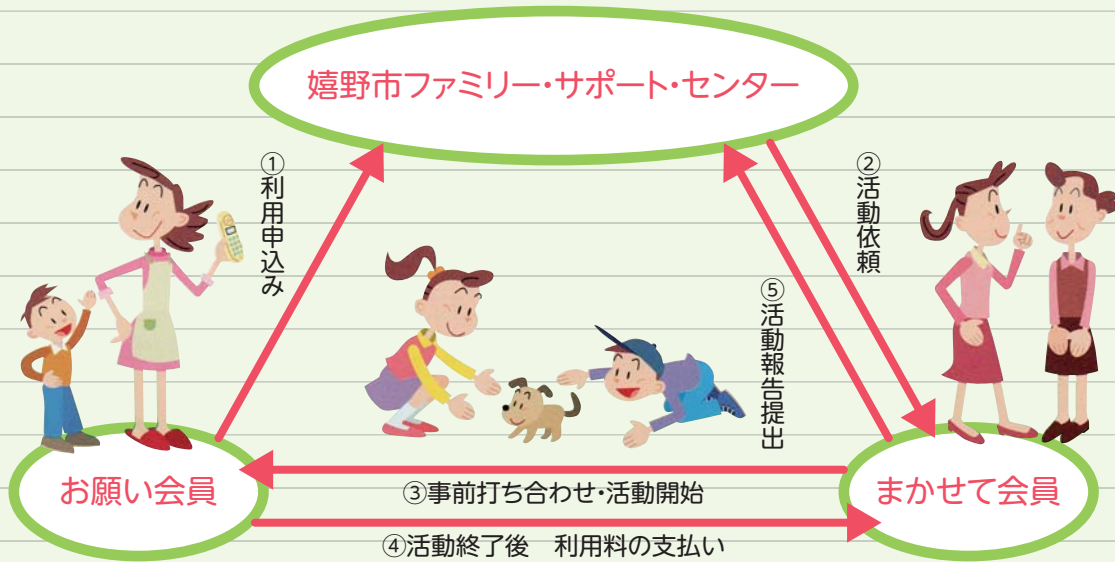 嬉野市ファミリー・サポート・センター
①利用申込み
②活動依頼
⑤活動報告提出
お願い会員
③事前打ち合わせ・活動開始
まかせて会員
④活動終了後　利用料の支払い